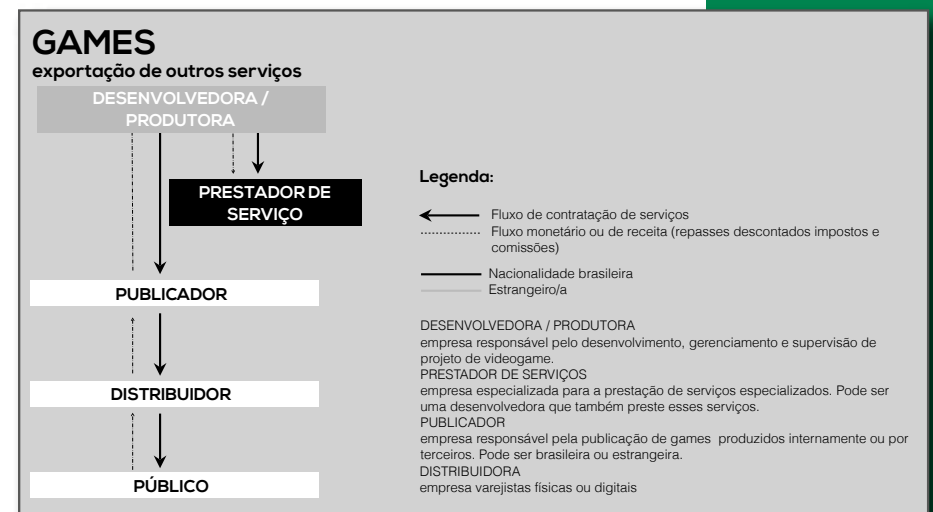 GAMES
exportação de outros serviços
DESENVOLVEDORA /
PRODUTORA
PRESTADOR DE
SERVIÇO
PUBLICADOR
DISTRIBUIDOR
PÚBLICO
Legenda:
Fluxo de contratação de serviços
Fluxo monetário ou de receita (repasses descontados impostos e
comissões)
Nacionalidade brasileira
Estrangeiro/a
DESENVOLVEDORA / PRODUTORA
empresa responsável pelo desenvolvimento, gerenciamento e supervisão de
projeto de videogame.
PRESTADOR DE SERVIÇOS
empresa especializada para a prestação de serviços especializados. Pode ser
uma desenvolvedora que também preste esses serviços.
PUBLICADOR
empresa responsável pela publicação de games produzidos internamente ou por
terceiros. Pode ser brasileira ou estrangeira.
DISTRIBUIDORA
empresa varejistas físicas ou digitais